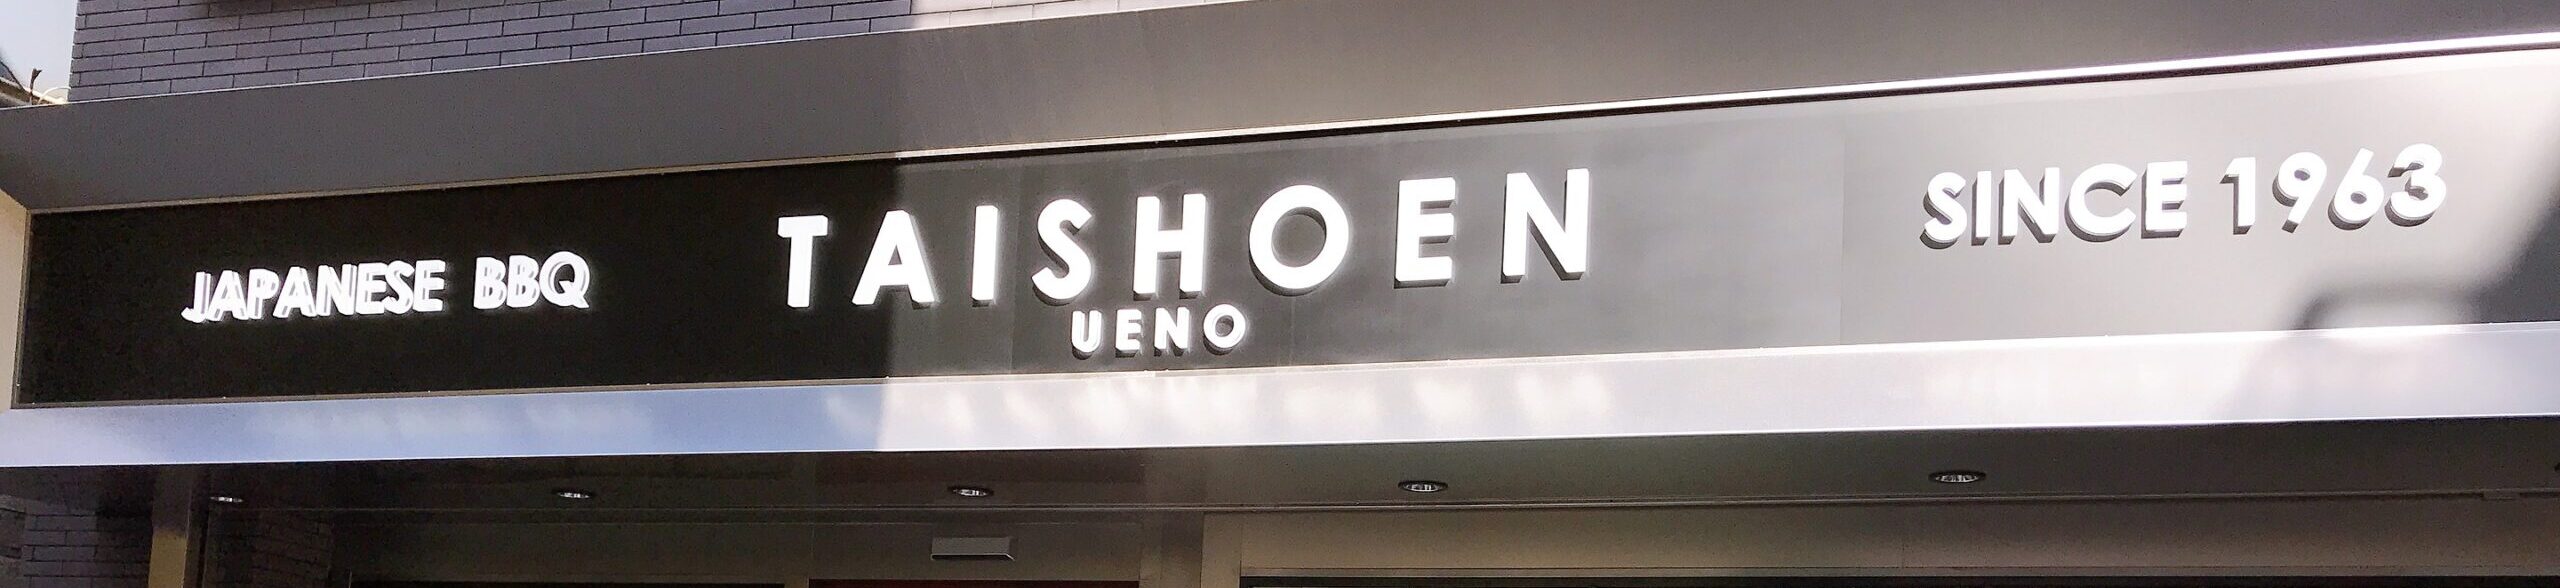 JAPANESE BBQ
TAISHOEN
UENO
SINCE 1963